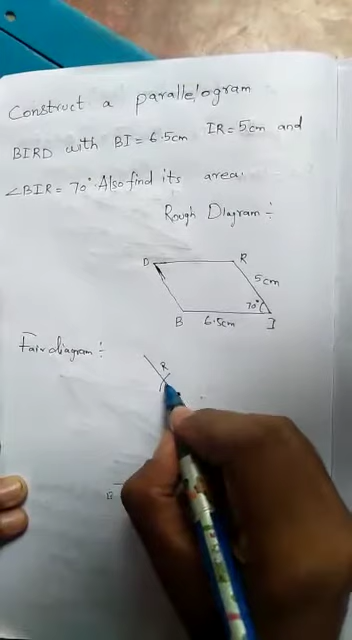 Construct a parallelogram
BIRD with BI = 6.5cm IR = 5cm and
∠BIR = 70°. Also find its area.
Rough Diagram :-
D R
5cm
70°
B 6.5cm I
Fair diagram :-
R
B